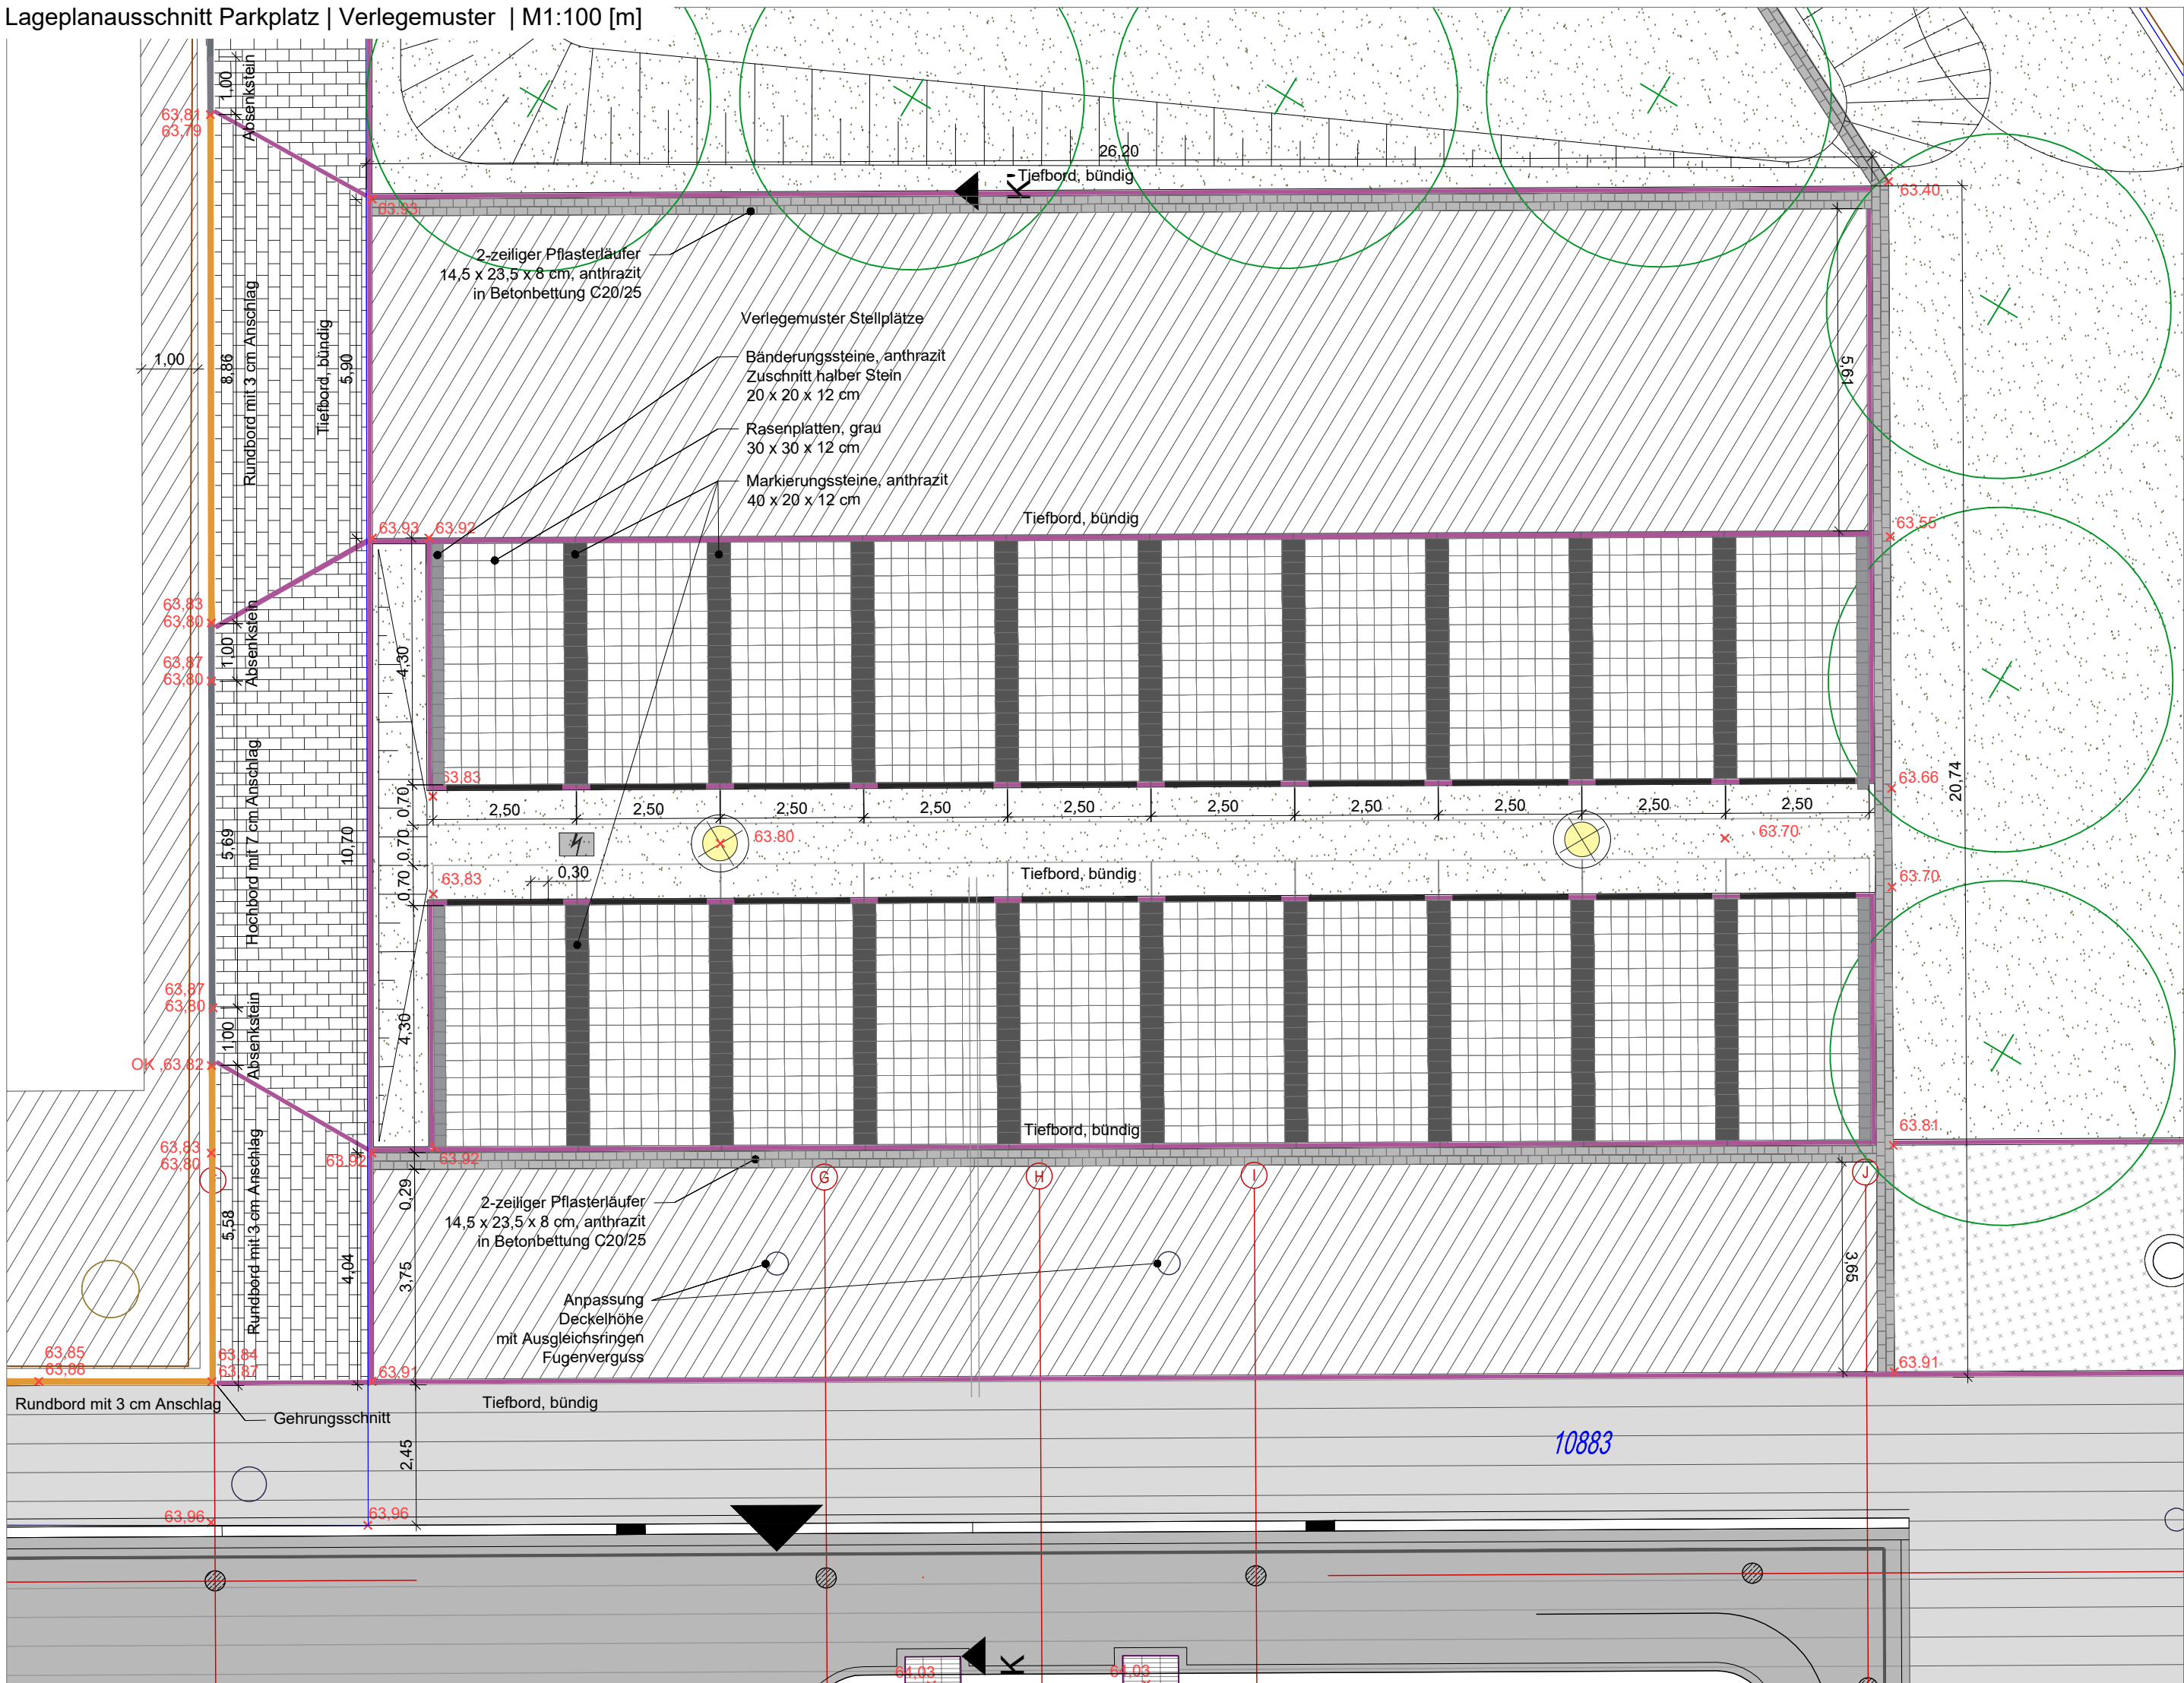 Lageplanausschnitt Parkplatz | Verlegemuster | M1:100 [m]
1,00
Absenkstein
63,81
63,79
26,20
Tiefbord, bündig
K'
63.40
63.93
2-zeiliger Pflasterläufer
14,5 x 23,5 x 8 cm, anthrazit
in Betonbettung C20/25
Verlegemuster Stellplätze
Bänderungssteine, anthrazit
Zuschnitt halber Stein
20 x 20 x 12 cm
Rasenplatten, grau
30 x 30 x 12 cm
Markierungssteine, anthrazit
40 x 20 x 12 cm
1,00
8,86
Rundbord mit 3 cm Anschlag
Tiefbord, bündig
5,90
5,61
Tiefbord, bündig
63,93
63,92
63.55
63,83
63,80
1,00
Absenkstein
63,87
63,80
4,30
63,83
63.66
20,74
0,70
2,50
2,50
2,50
2,50
2,50
2,50
2,50
2,50
2,50
2,50
5,69
Hochbord mit 7 cm Anschlag
10,70
0,70
63.80
63.70
0,70
63,83
0,30
Tiefbord, bündig
63.70
63,87
63,80
1,00
Absenkstein
4,30
OK ,63.82
Tiefbord, bündig
63.81
63,83
63,80
63.92
63.92
G
H
I
J
0,29
2-zeiliger Pflasterläufer
14,5 x 23,5 x 8 cm, anthrazit
in Betonbettung C20/25
5,58
Rundbord mit 3 cm Anschlag
4,04
3,75
3,65
Anpassung
Deckelhöhe
mit Ausgleichsringen
Fugenverguss
63,85
63,88
63,84
63,87
63,91
63.91
Rundbord mit 3 cm Anschlag
Gehrungsschnitt
Tiefbord, bündig
2,45
10883
63,96
63,96
K
64,03
64,03